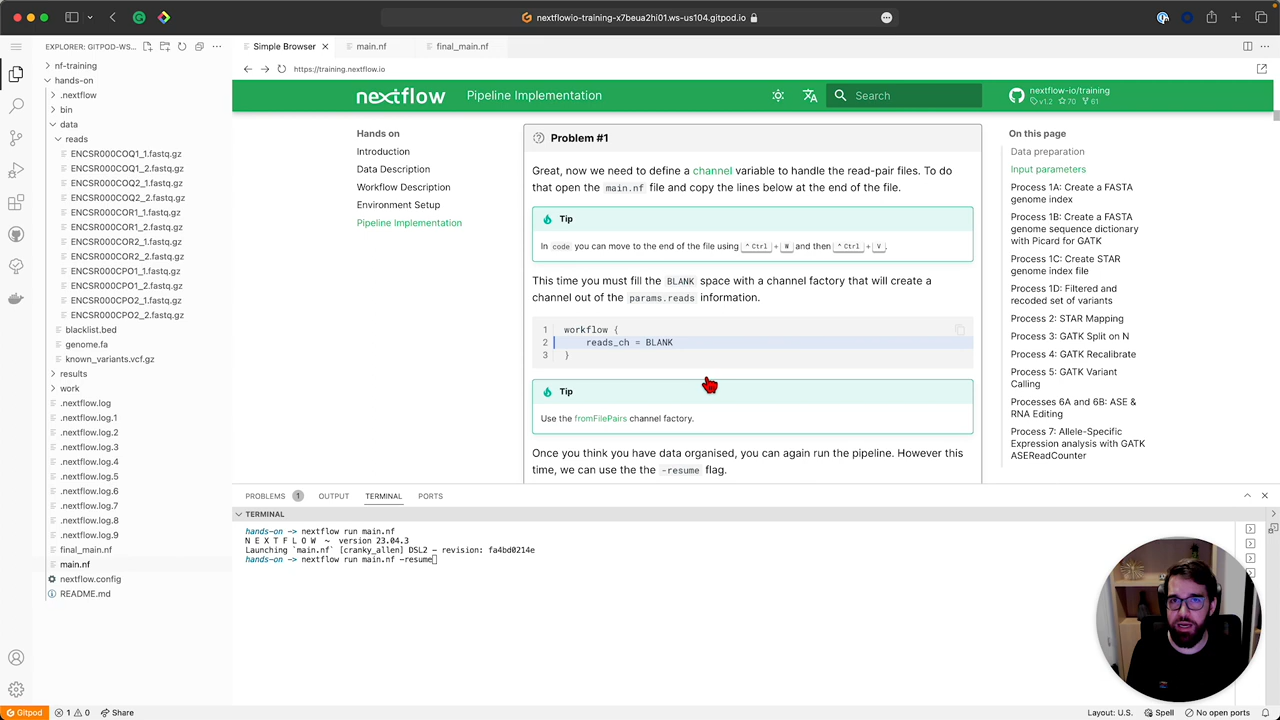 nextflowio-training-x7beua2hi01.ws-us104.gitpod.io
EXPLORER: GITPOD-WS...
Simple Browser
main.nf
final_main.nf
nf-training
hands-on
.nextflow
bin
data
reads
ENCSR000COQ1_1.fastq.gz
ENCSR000COQ1_2.fastq.gz
ENCSR000COQ2_1.fastq.gz
ENCSR000COQ2_2.fastq.gz
ENCSR000COR1_1.fastq.gz
ENCSR000COR1_2.fastq.gz
ENCSR000COR2_1.fastq.gz
ENCSR000COR2_2.fastq.gz
ENCSR000CPO1_1.fastq.gz
ENCSR000CPO1_2.fastq.gz
ENCSR000CPO2_1.fastq.gz
ENCSR000CPO2_2.fastq.gz
blacklist.bed
genome.fa
known_variants.vcf.gz
results
work
.nextflow.log
.nextflow.log.1
.nextflow.log.2
.nextflow.log.3
.nextflow.log.4
.nextflow.log.5
.nextflow.log.6
.nextflow.log.7
.nextflow.log.8
.nextflow.log.9
final_main.nf
main.nf
nextflow.config
README.md
https://training.nextflow.io
nextflow
Pipeline Implementation
Search
nextflow-io/training
v1.2 70 61
Hands on
Introduction
Data Description
Workflow Description
Environment Setup
Pipeline Implementation
Problem #1
Great, now we need to define a channel variable to handle the read-pair files. To do
that open the main.nf file and copy the lines below at the end of the file.
Tip
In code you can move to the end of the file using ^ Ctrl + W and then ^ Ctrl + V .
This time you must fill the BLANK space with a channel factory that will create a
channel out of the params.reads information.
1 workflow {
2 reads_ch = BLANK
3 }
Tip
Use the fromFilePairs channel factory.
Once you think you have data organised, you can again run the pipeline. However this
time, we can use the the -resume flag.
On this page
Data preparation
Input parameters
Process 1A: Create a FASTA
genome index
Process 1B: Create a FASTA
genome sequence dictionary
with Picard for GATK
Process 1C: Create STAR
genome index file
Process 1D: Filtered and
recoded set of variants
Process 2: STAR Mapping
Process 3: GATK Split on N
Process 4: GATK Recalibrate
Process 5: GATK Variant
Calling
Processes 6A and 6B: ASE &
RNA Editing
Process 7: Allele-Specific
Expression analysis with GATK
ASEReadCounter
PROBLEMS 1 OUTPUT TERMINAL PORTS
TERMINAL
hands-on -> nextflow run main.nf
N E X T F L O W ~ version 23.04.3
Launching `main.nf` [cranky_allen] DSL2 - revision: fa4bd0214e
hands-on -> nextflow run main.nf -resume
Gitpod 1 0 Share
Layout: U.S. Spell No open ports